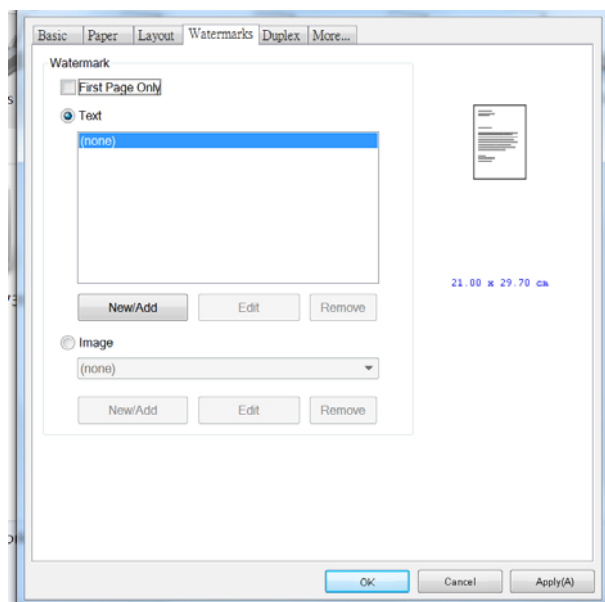 Basic Paper Layout Watermarks Duplex More...
Watermark
First Page Only
Text
(none)
21.00 x 29.70 cm
New/Add Edit Remove
Image
(none)
New/Add Edit Remove
OK Cancel Apply(A)